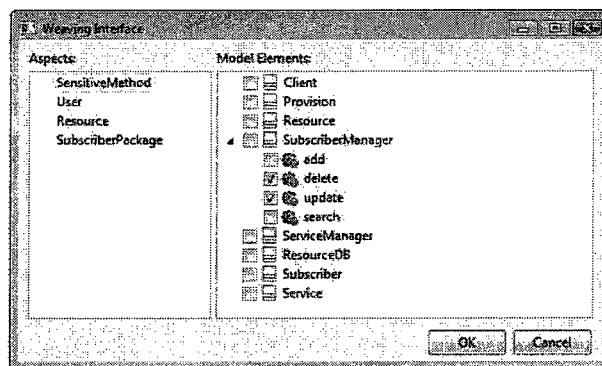 Weaving Interface
Aspects:
SensitiveMethod
User
Resource
SubscriberPackage
Model Elements:
Client
Provision
Resource
SubscriberManager
add
delete
update
search
ServiceManager
ResourceDB
Subscriber
Service
OK
Cancel